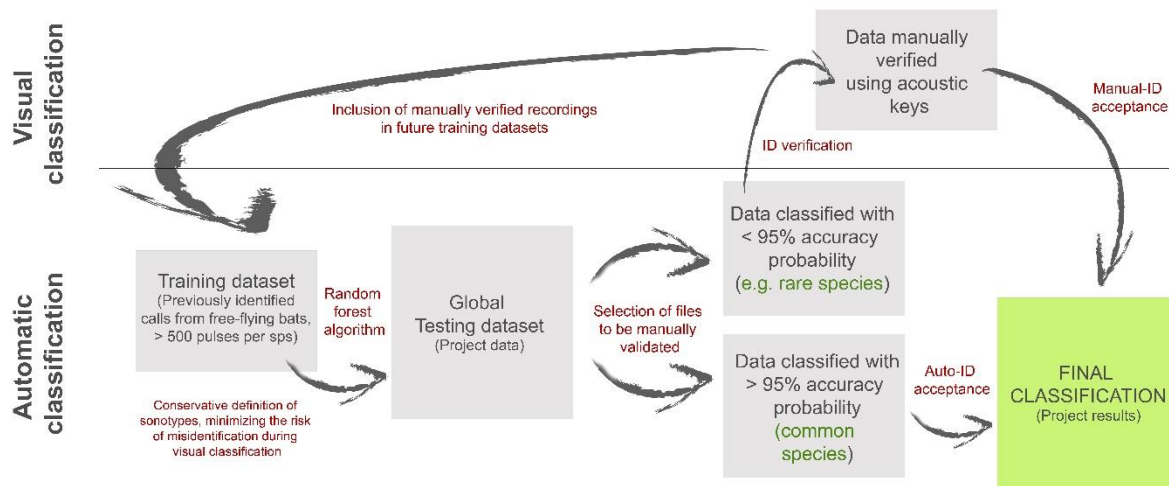 Visual
classification
Data manually
verified
using acoustic
keys
Manual-ID
acceptance
Inclusion of manually verified recordings
in future training datasets
ID verification
Automatic
classification
Training dataset
(Previously identified
calls from free-flying bats,
> 500 pulses per sps)
Conservative definition of
sonotypes, minimizing the risk
of misidentification during
visual classification
Random
forest
algorithm
Global
Testing dataset
(Project data)
Selection of files
to be manually
validated
Data classified with
< 95% accuracy
probability
(e.g. rare species)
Data classified with
> 95% accuracy
probability
(common
species)
Auto-ID
acceptance
FINAL
CLASSIFICATION
(Project results)